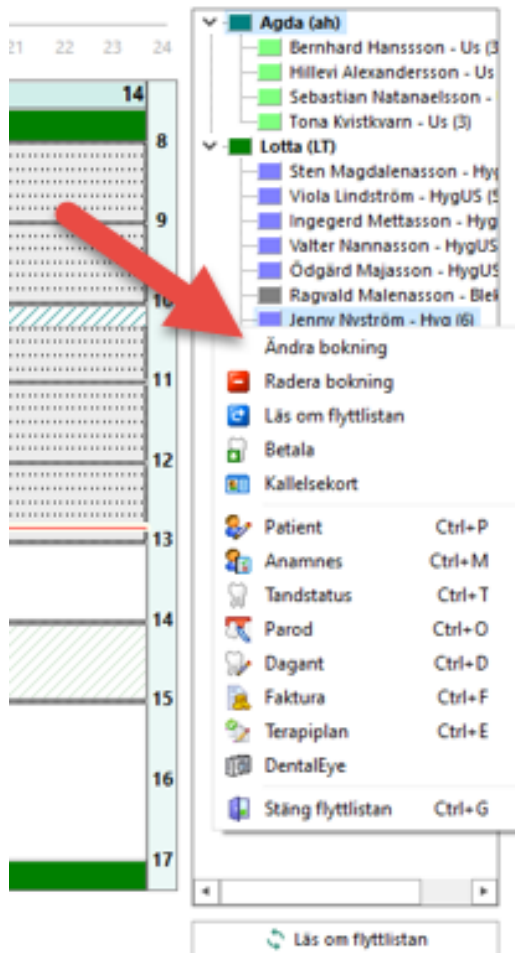 21 22 23 24
14
8
9
10
11
12
13
14
15
16
17
Agda (ah)
Bernhard Hanssson - Us (3
Hillevi Alexandersson - Us
Sebastian Natanaelsson -
Tona Kvistkvarn - Us (3)
Lotta (LT)
Sten Magdalenasson - Hyg
Viola Lindström - HygUS (5
Ingegerd Mettasson - Hyg
Valter Nannasson - HygUS
Ödgärd Majasson - HygUS
Ragvald Malenasson - Blek
Jenny Nyström - Hyg (6)
Ändra bokning
Radera bokning
Läs om flyttlistan
Betala
Kallelsekort
Patient Ctrl+P
Anamnes Ctrl+M
Tandstatus Ctrl+T
Parod Ctrl+O
Dagant Ctrl+D
Faktura Ctrl+F
Terapiplan Ctrl+E
DentalEye
Stäng flyttlistan Ctrl+G
Läs om flyttlistan